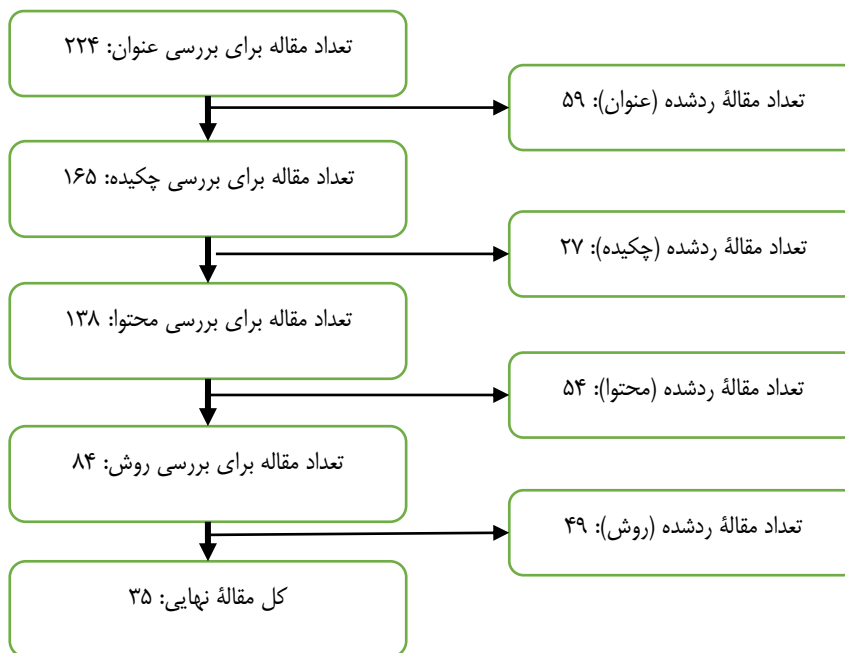 تعداد مقاله برای بررسی عنوان: ۲۲۴
تعداد مقالهٔ ردشده (عنوان): ۵۹
تعداد مقاله برای بررسی چکیده: ۱۶۵
تعداد مقالهٔ ردشده (چکیده): ۲۷
تعداد مقاله برای بررسی محتوا: ۱۳۸
تعداد مقالهٔ ردشده (محتوا): ۵۴
تعداد مقاله برای بررسی روش: ۸۴
تعداد مقالهٔ ردشده (روش): ۴۹
کل مقالهٔ نهایی: ۳۵